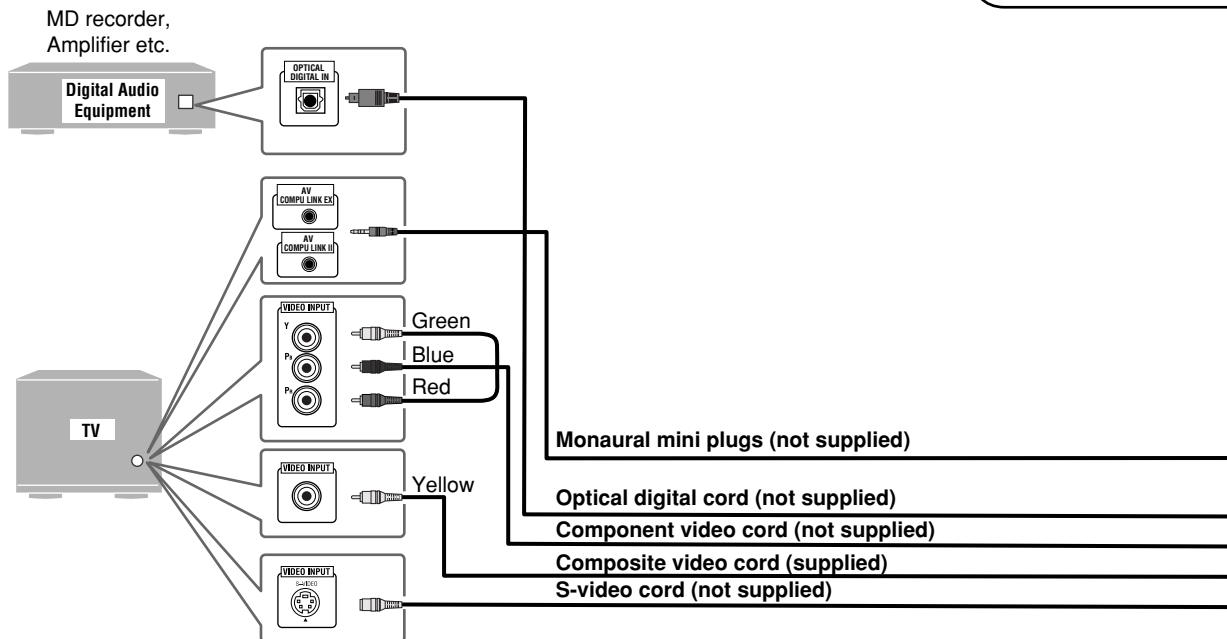 MD recorder,
Amplifier etc.
Digital Audio
Equipment
OPTICAL
DIGITAL IN
AV
COMPU LINK EX
AV
COMPU LINK II
VIDEO INPUT
Y
PB
PR
Green
Blue
Red
TV
VIDEO INPUT
Yellow
VIDEO INPUT
S-VIDEO
Monaural mini plugs (not supplied)
Optical digital cord (not supplied)
Component video cord (not supplied)
Composite video cord (supplied)
S-video cord (not supplied)